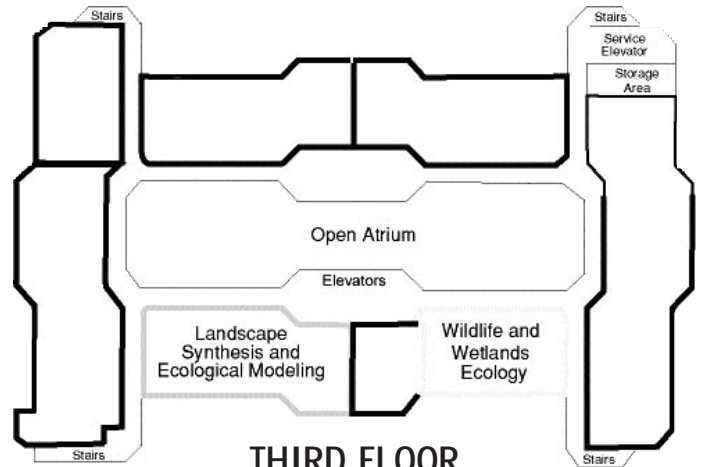 Stairs
Stairs
Service
Elevator
Storage
Area
Open Atrium
Elevators
Landscape
Synthesis and
Ecological Modeling
Wildlife and
Wetlands
Ecology
Stairs
THIRD FLOOR
Stairs